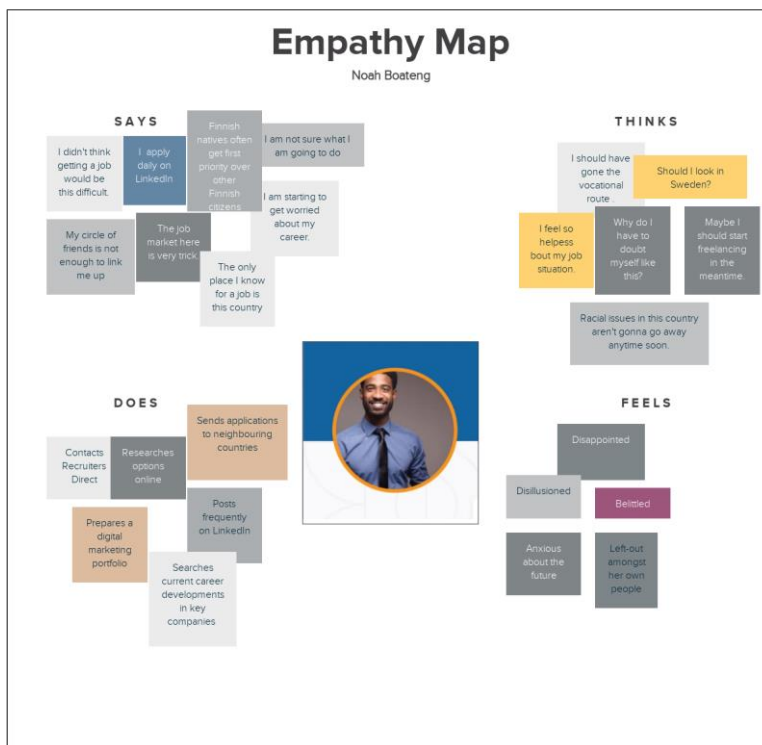 Empathy Map
Noah Boateng
SAYS
I didn't think
getting a job
would be
this difficult.
I apply
daily on
LinkedIn
Finnish
natives often
get first
priority over
other
Finnish
citizens
I am not sure what I
am going to do
I am starting to
get worried
about my
career.
My circle of
friends is not
enough to link
me up
The job
market here
is very trick.
The only
place I know
for a job is
this country
THINKS
I should have
gone the
vocational
route .
Should I look in
Sweden?
I feel so
helpess bout my job
situation.
Why do I
have to
doubt
myself like
this?
Maybe I
should start
freelancing
in the
meantime.
Racial issues in this country
aren't gonna go away
anytime soon.
DOES
Contacts
Recruiters
Direct
Researches
options
online
Sends applications
to neighbouring
countries
Prepares a
digital
marketing
portfolio
Posts
frequently
on LinkedIn
Searches
current career
developments
in key
companies
FEELS
Disappointed
Disillusioned
Belittled
Anxious
about the
future
Left-out
amongst
her own
people